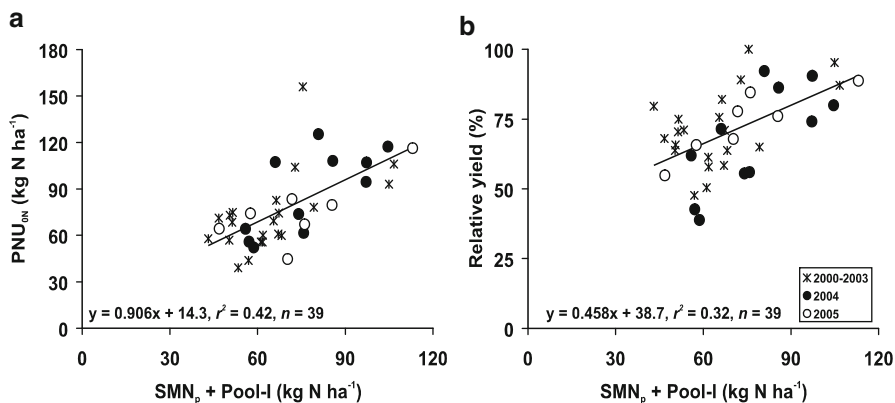 a
180
150
120
90
60
30
0
PNU0N (kg N ha-1)
y = 0.906x + 14.3, r2 = 0.42, n = 39
0 30 60 90 120
SMNp + Pool-I (kg N ha-1)
b
100
75
50
25
0
Relative yield (%)
2000-2003
2004
2005
y = 0.458x + 38.7, r2 = 0.32, n = 39
0 30 60 90 120
SMNp + Pool-I (kg N ha-1)